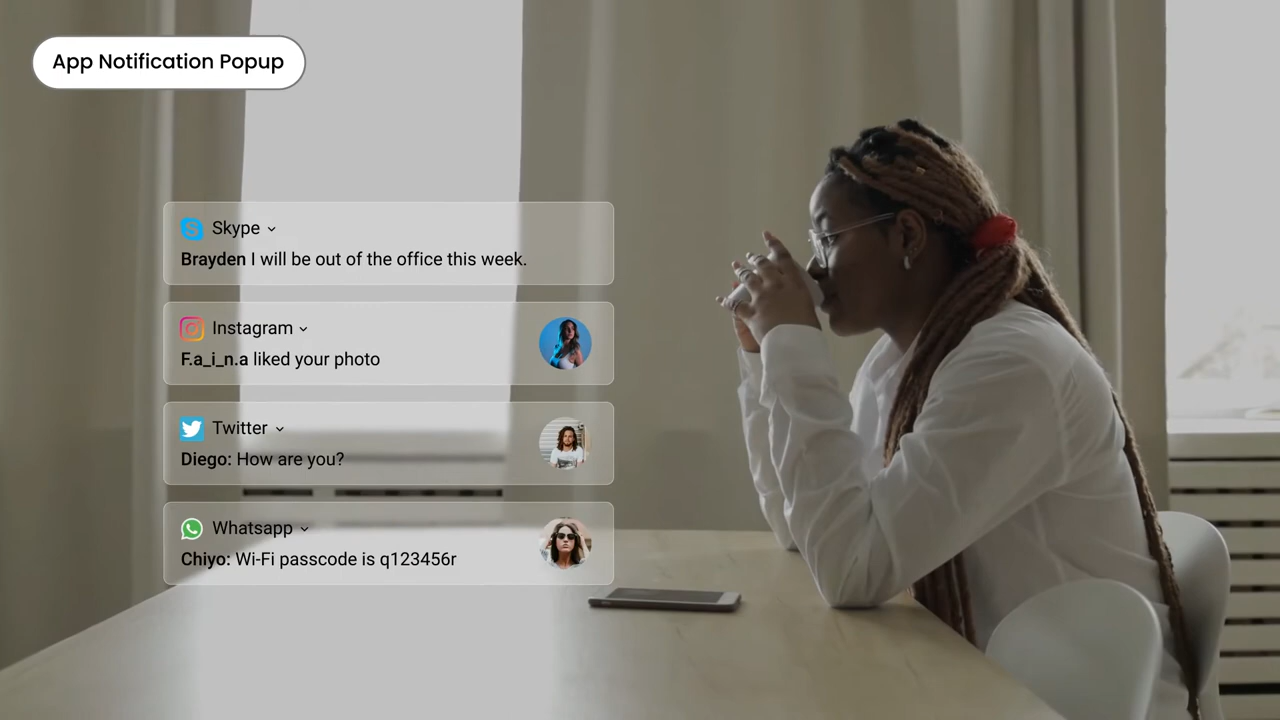 App Notification Popup
Skype
Brayden I will be out of the office this week.
Instagram
F.a_i_n.a liked your photo
Twitter
Diego: How are you?
Whatsapp
Chiyo: Wi-Fi passcode is q123456r